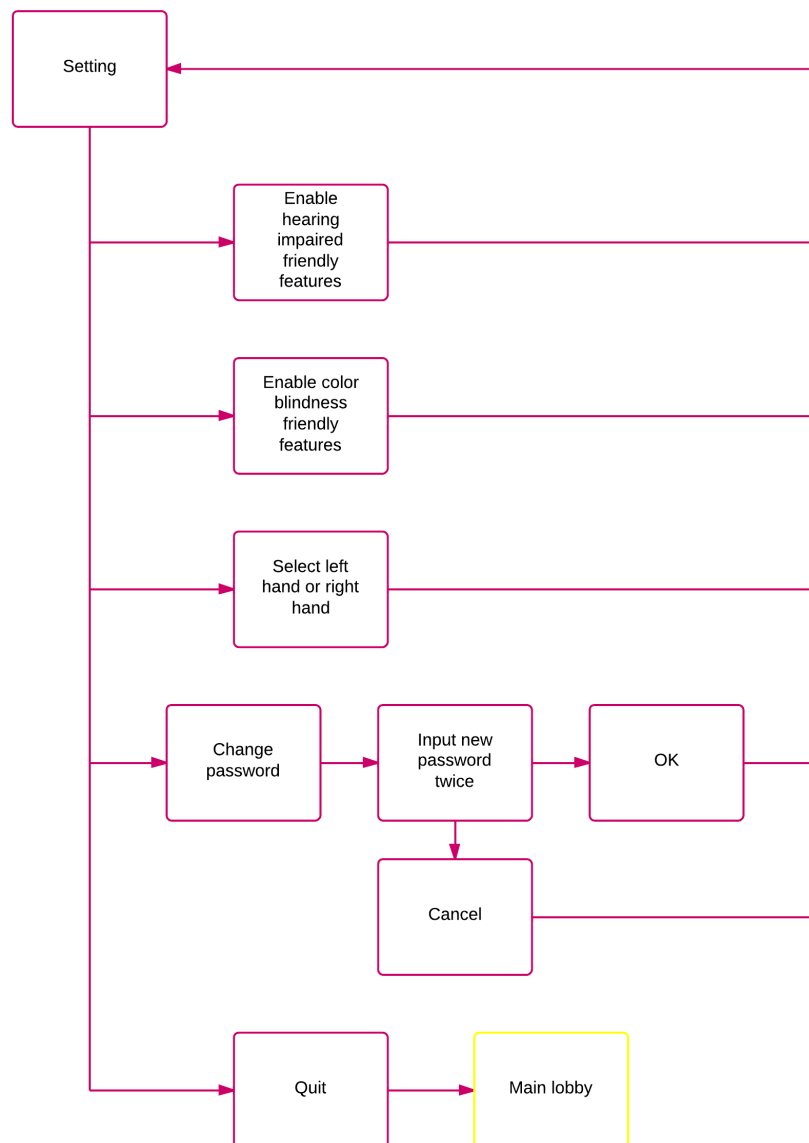 Setting
Enable
hearing
impaired
friendly
features
Enable color
blindness
friendly
features
Select left
hand or right
hand
Change
password
Input new
password
twice
OK
Cancel
Quit
Main lobby